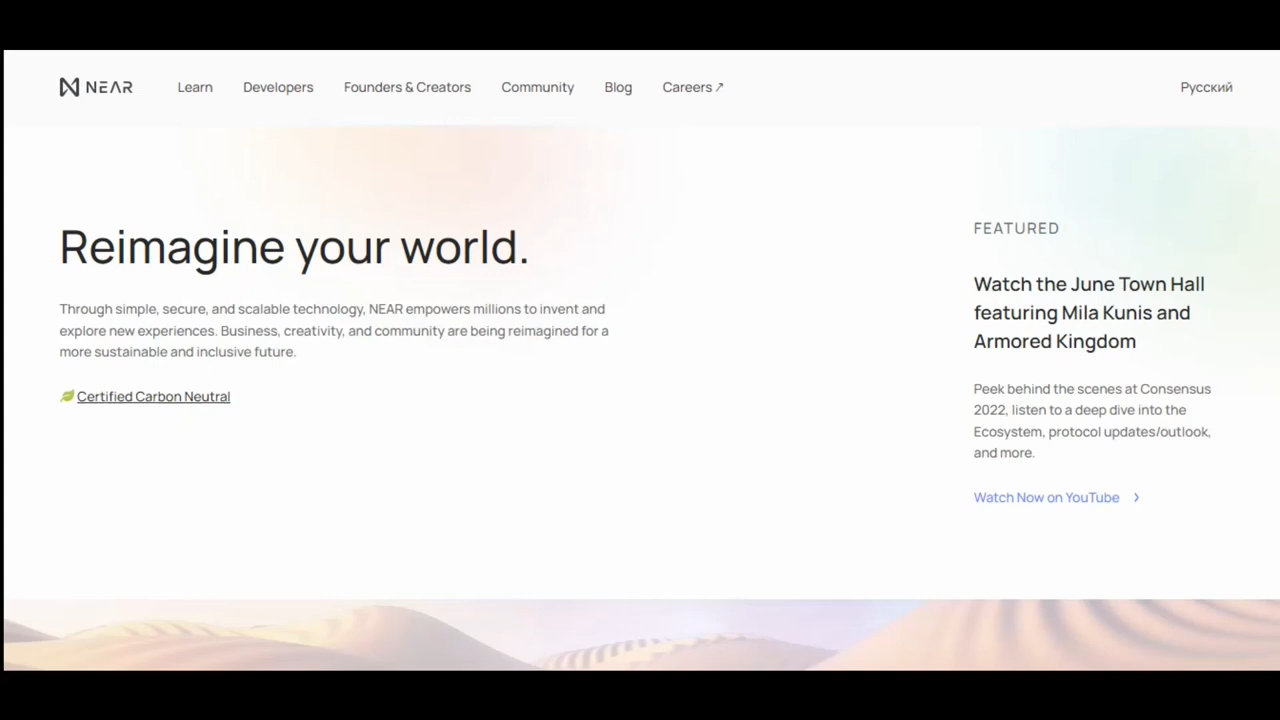 NEAR Learn Developers Founders & Creators Community Blog Careers ↗ Русский
Reimagine your world.
Through simple, secure, and scalable technology, NEAR empowers millions to invent and
explore new experiences. Business, creativity, and community are being reimagined for a
more sustainable and inclusive future.
Certified Carbon Neutral
FEATURED
Watch the June Town Hall
featuring Mila Kunis and
Armored Kingdom
Peek behind the scenes at Consensus
2022, listen to a deep dive into the
Ecosystem, protocol updates/outlook,
and more.
Watch Now on YouTube ›